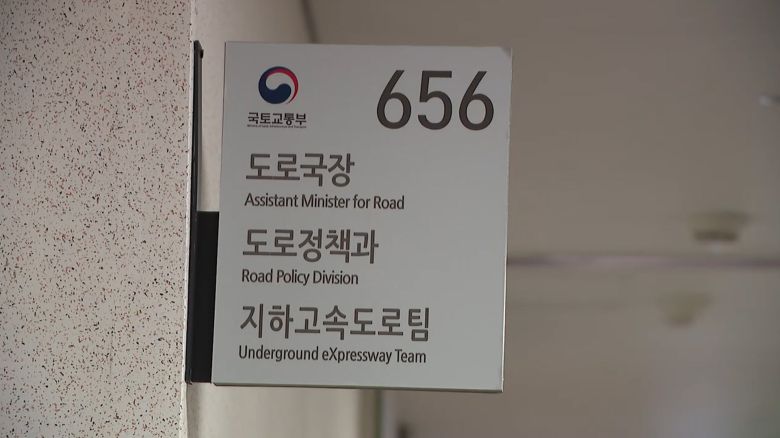 656
국토교통부
도로국장
Assistant Minister for Road
도로정책과
Road Policy Division
지하고속도로팀
Underground eXpressway Team